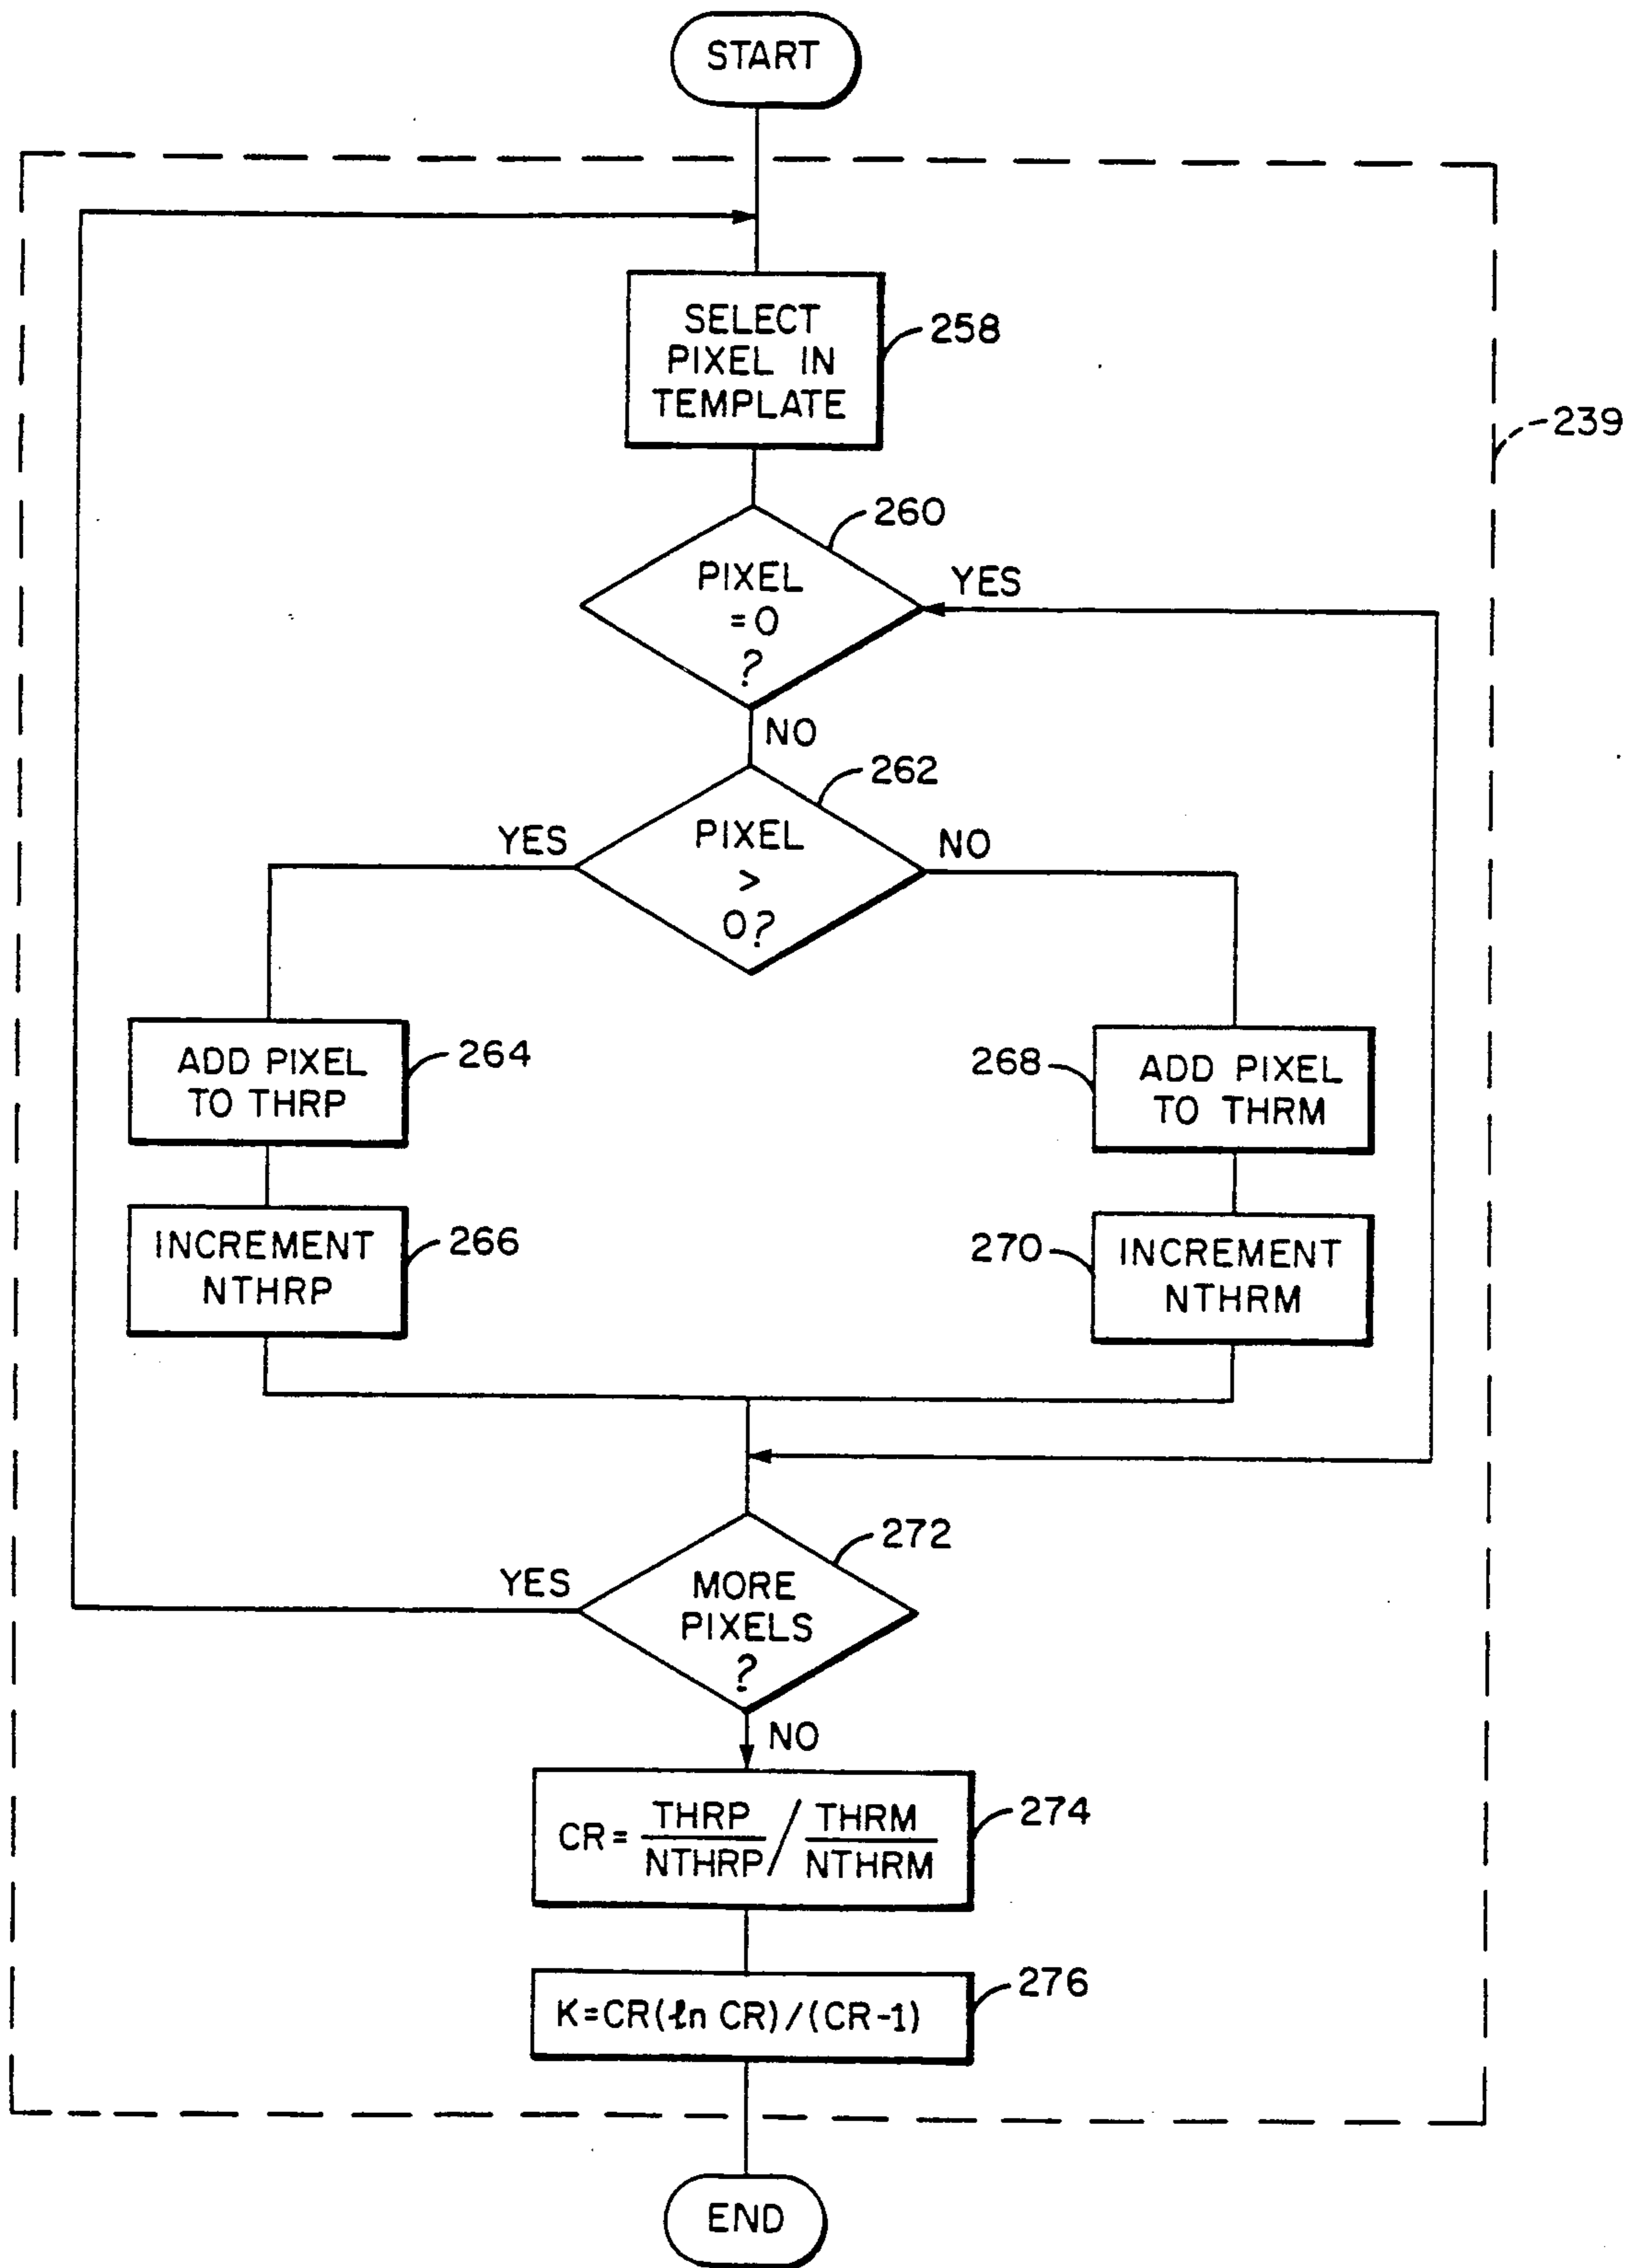 START
SELECT
PIXEL IN
TEMPLATE
258
239
260
PIXEL
=0
?
YES
NO
262
PIXEL
>
0?
YES
NO
ADD PIXEL
TO THRP
264
268
ADD PIXEL
TO THRM
INCREMENT
NTHRP
266
270
INCREMENT
NTHRM
272
MORE
PIXELS
?
YES
NO
CR= THRP/NTHRP / THRM/NTHRM
274
K=CR(ln CR)/(CR-1)
276
END